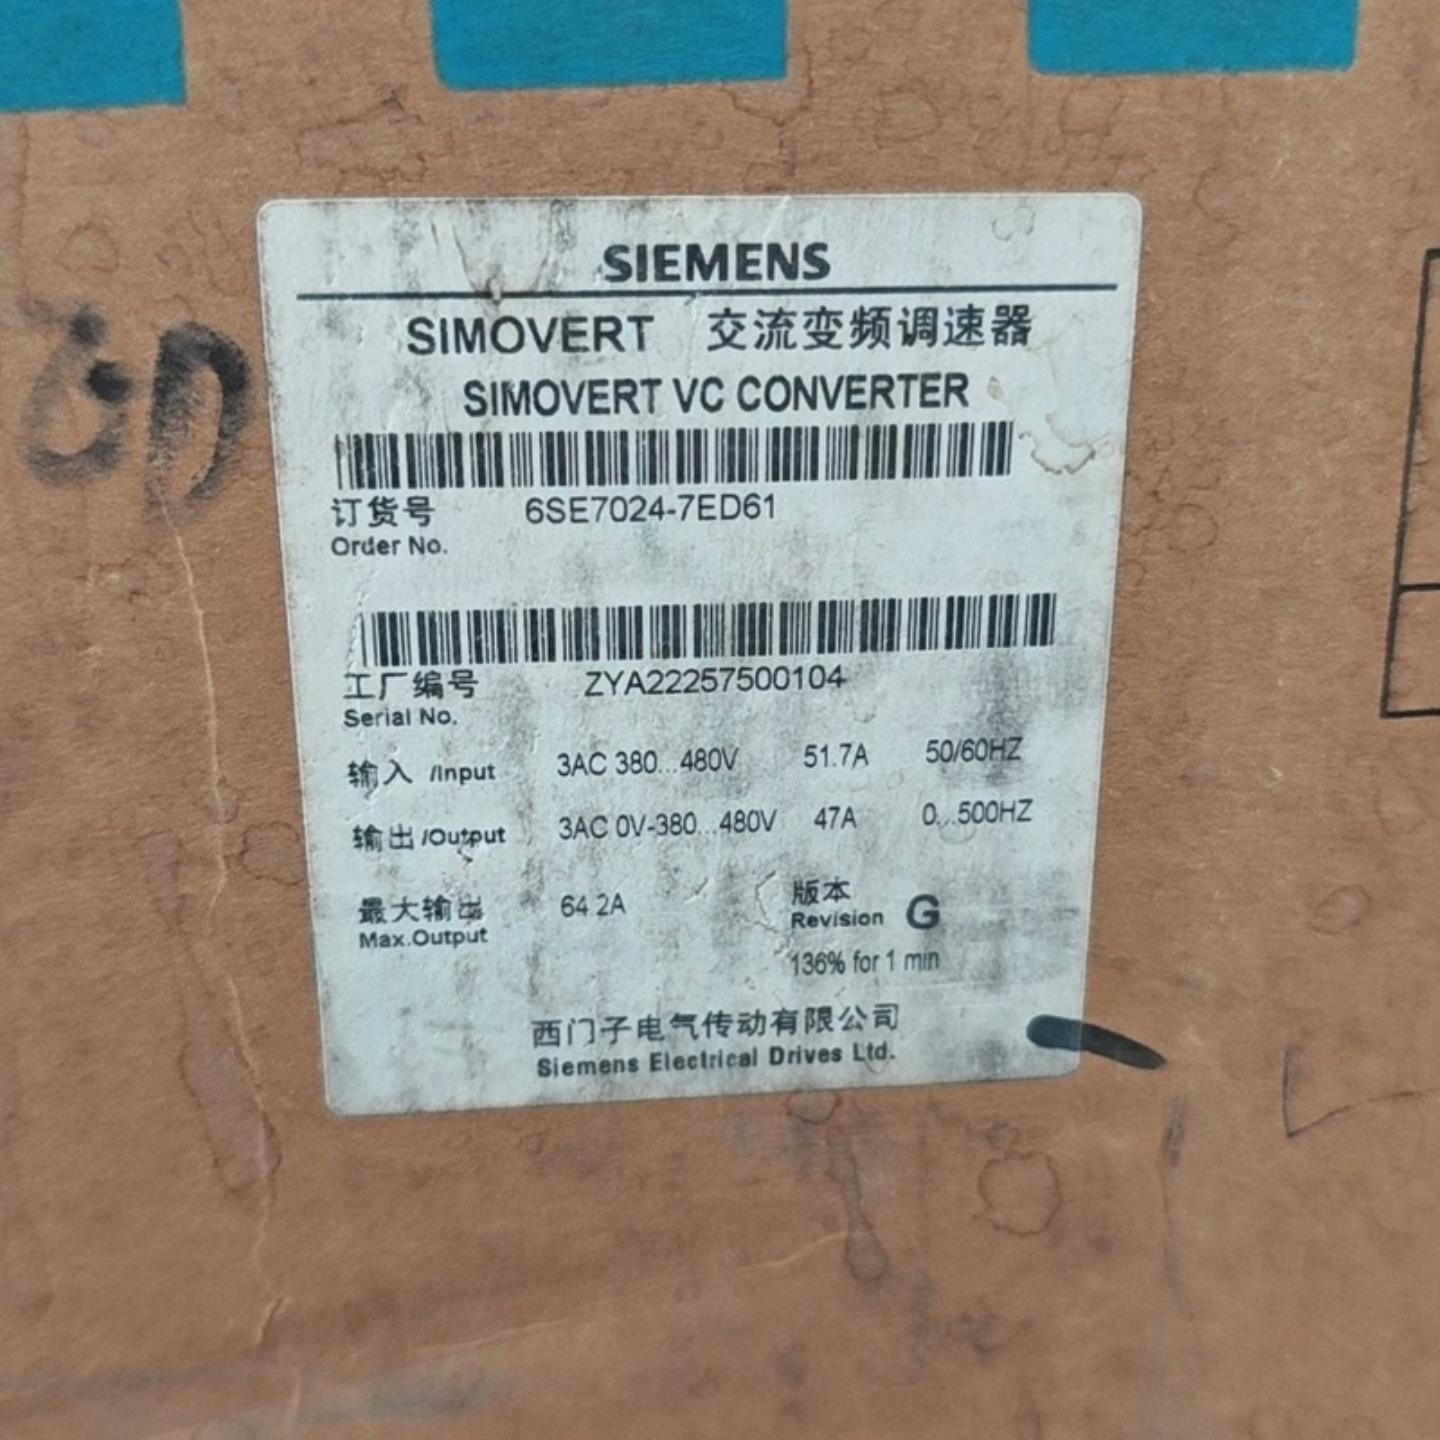 SIEMENS
SIMOVERT 交流变频调速器
SIMOVERT VC CONVERTER
订货号 6SE7024-7ED61
Order No.
工厂编号 ZYA22257500104
Serial No.
输入 /Input 3AC 380...480V 51.7A 50/60HZ
输出/Output 3AC 0V-380...480V 47A 0...500HZ
最大输出 64.2A 版本
Max.Output Revision G
136% for 1 min
西门子电气传动有限公司
Siemens Electrical Drives Ltd.